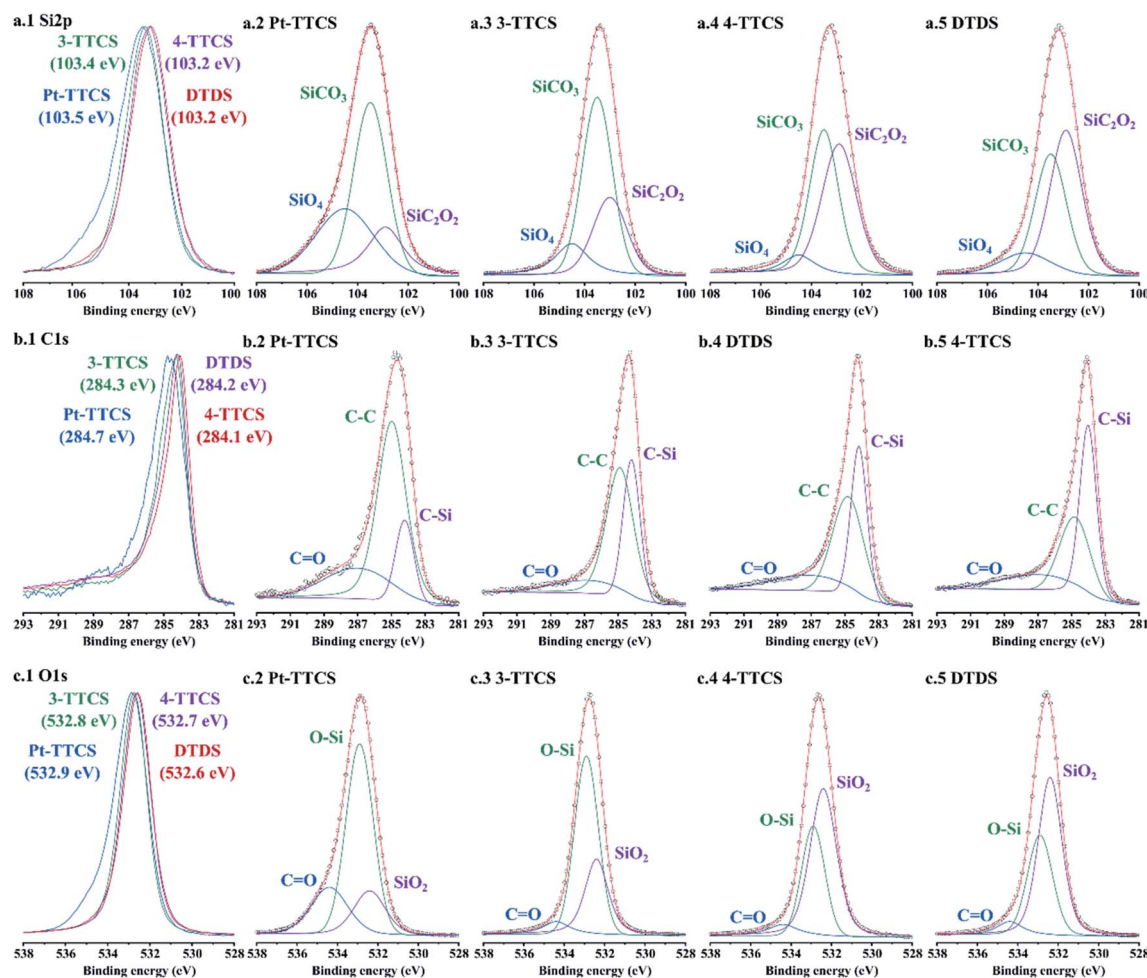 a.1 Si2p
3-TTCS
(103.4 eV)
4-TTCS
(103.2 eV)
Pt-TTCS
(103.5 eV)
DTDS
(103.2 eV)
108 106 104 102 100
Binding energy (eV)
a.2 Pt-TTCS
SiCO₃
SiO₄
SiC₂O₂
108 106 104 102 100
Binding energy (eV)
a.3 3-TTCS
SiCO₃
SiO₄
SiC₂O₂
108 106 104 102 100
Binding energy (eV)
a.4 4-TTCS
SiCO₃
SiC₂O₂
SiO₄
108 106 104 102 100
Binding energy (eV)
a.5 DTDS
SiC₂O₂
SiCO₃
SiO₄
108 106 104 102 100
Binding energy (eV)
b.1 C1s
3-TTCS
(284.3 eV)
DTDS
(284.2 eV)
Pt-TTCS
(284.7 eV)
4-TTCS
(284.1 eV)
293 291 289 287 285 283 281
Binding energy (eV)
b.2 Pt-TTCS
C-C
C-Si
C=O
293 291 289 287 285 283 281
Binding energy (eV)
b.3 3-TTCS
C-C
C-Si
C=O
293 291 289 287 285 283 281
Binding energy (eV)
b.4 DTDS
C-Si
C-C
C=O
293 291 289 287 285 283 281
Binding energy (eV)
b.5 4-TTCS
C-Si
C-C
C=O
293 291 289 287 285 283 281
Binding energy (eV)
c.1 O1s
3-TTCS
(532.8 eV)
4-TTCS
(532.7 eV)
Pt-TTCS
(532.9 eV)
DTDS
(532.6 eV)
538 536 534 532 530 528
Binding energy (eV)
c.2 Pt-TTCS
O-Si
C=O
SiO₂
538 536 534 532 530 528
Binding energy (eV)
c.3 3-TTCS
O-Si
SiO₂
C=O
538 536 534 532 530 528
Binding energy (eV)
c.4 4-TTCS
SiO₂
O-Si
C=O
538 536 534 532 530 528
Binding energy (eV)
c.5 DTDS
SiO₂
O-Si
C=O
538 536 534 532 530 528
Binding energy (eV)